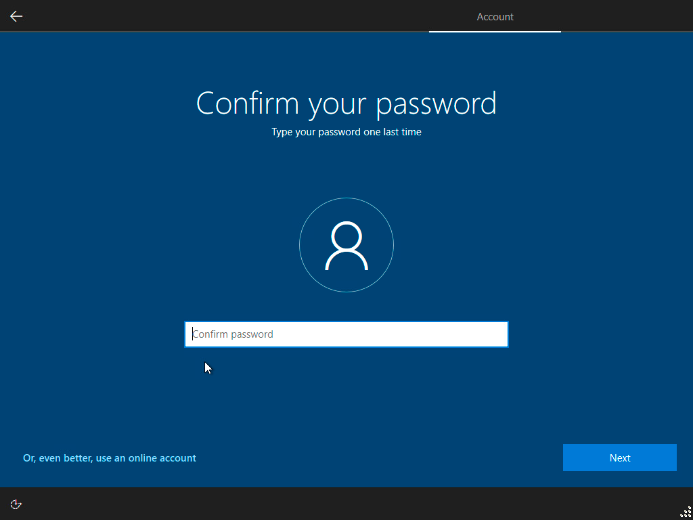 Account
Confirm your password
Type your password one last time
Confirm password
Or, even better, use an online account
Next